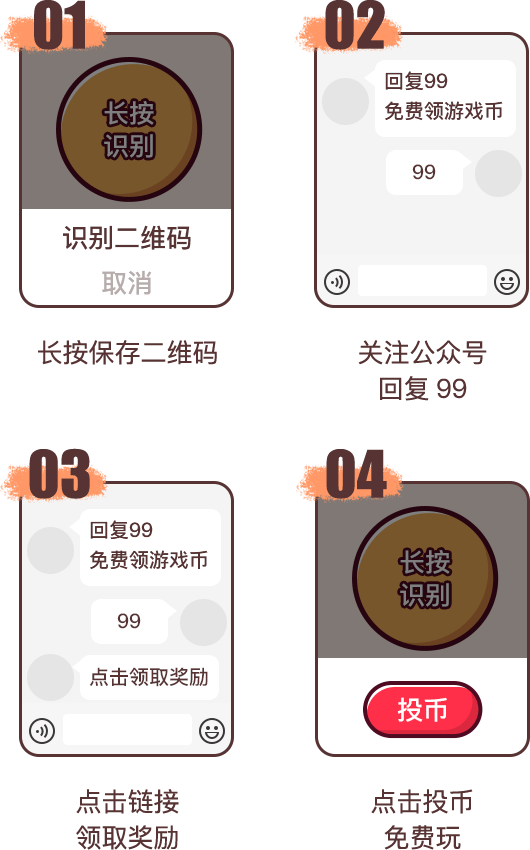 01
长按
识别
识别二维码
取消
长按保存二维码
02
回复99
免费领游戏币
99
关注公众号
回复 99
03
回复99
免费领游戏币
99
点击领取奖励
点击链接
领取奖励
04
长按
识别
投币
点击投币
免费玩